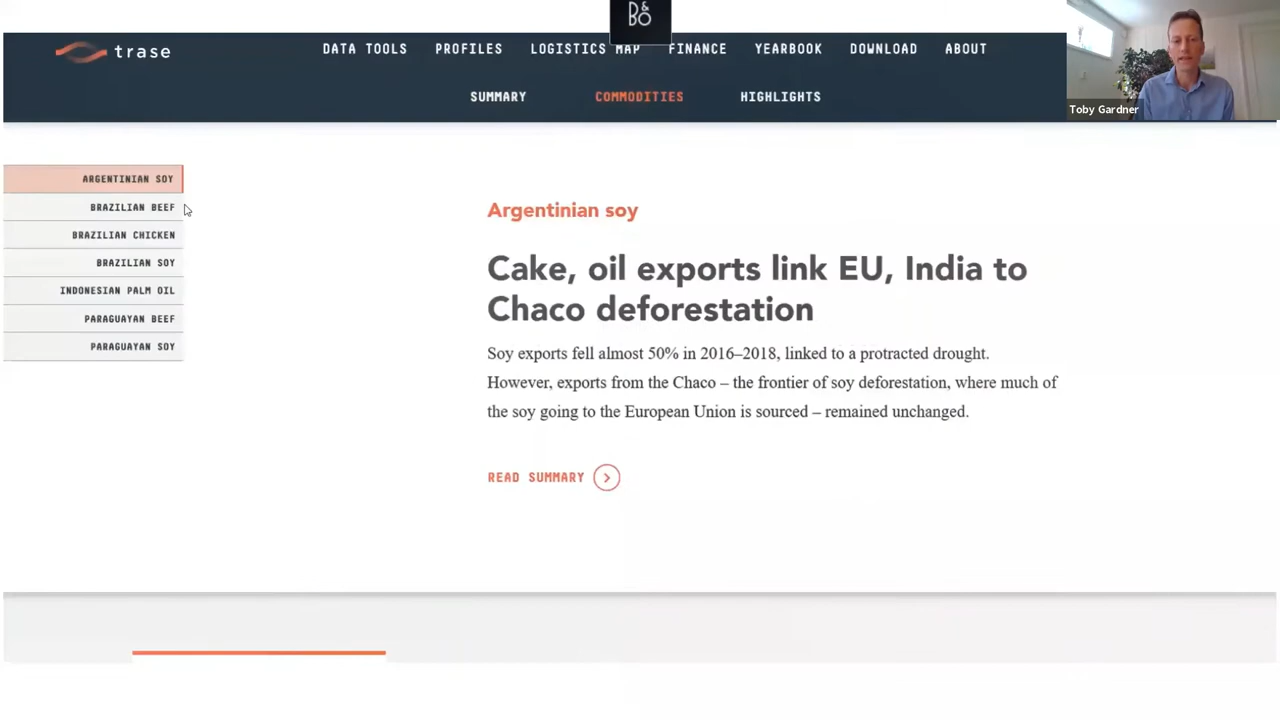 B&O
trase
DATA TOOLS PROFILES LOGISTICS MAP FINANCE YEARBOOK DOWNLOAD ABOUT
SUMMARY COMMODITIES HIGHLIGHTS
Toby Gardner
ARGENTINIAN SOY
BRAZILIAN BEEF
BRAZILIAN CHICKEN
BRAZILIAN SOY
INDONESIAN PALM OIL
PARAGUAYAN BEEF
PARAGUAYAN SOY
Argentinian soy
Cake, oil exports link EU, India to
Chaco deforestation
Soy exports fell almost 50% in 2016–2018, linked to a protracted drought.
However, exports from the Chaco – the frontier of soy deforestation, where much of
the soy going to the European Union is sourced – remained unchanged.
READ SUMMARY